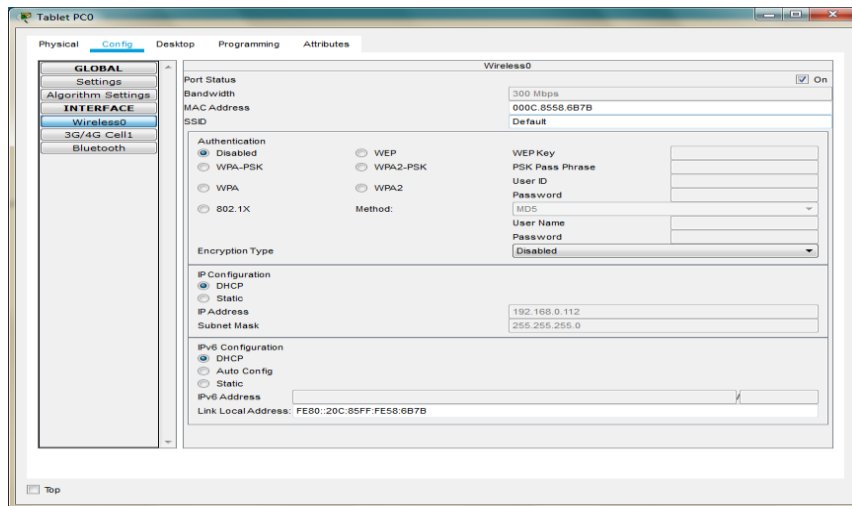 Tablet PC0
Physical Config Desktop Programming Attributes
GLOBAL
Settings
Algorithm Settings
INTERFACE
Wireless0
3G/4G Cell1
Bluetooth
Wireless0
Port Status On
Bandwidth 300 Mbps
MAC Address 000C.8558.6B7B
SSID Default
Authentication
Disabled WEP WEP Key
WPA-PSK WPA2-PSK PSK Pass Phrase
User ID
WPA WPA2
Password
802.1X Method: MD5
User Name
Password
Encryption Type Disabled
IP Configuration
DHCP
Static
IP Address 192.168.0.112
Subnet Mask 255.255.255.0
IPv6 Configuration
DHCP
Auto Config
Static
IPv6 Address /
Link Local Address: FE80::20C:85FF:FE58:6B7B
Top